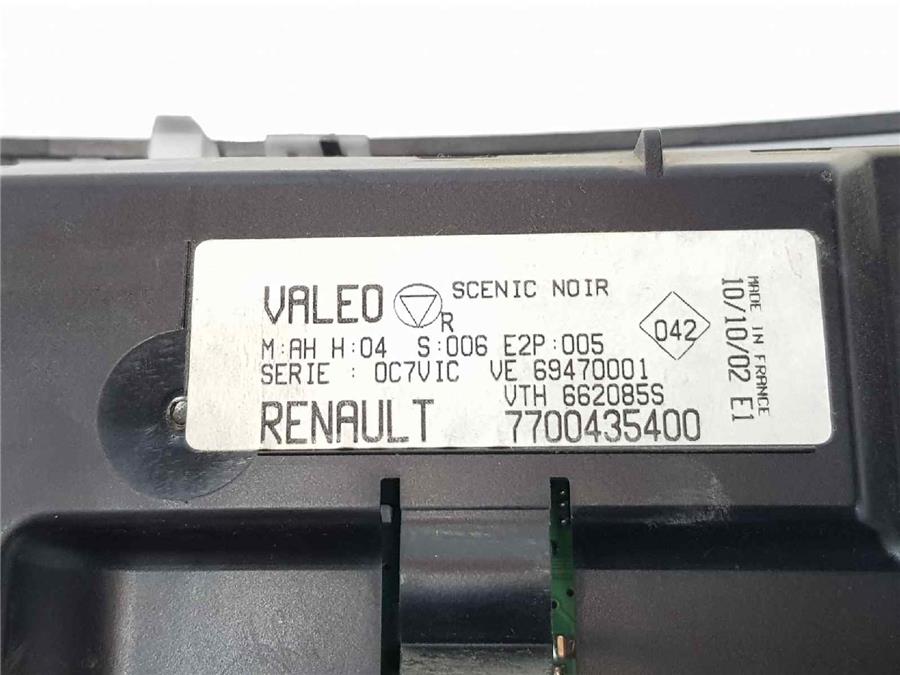 VALEO R SCENIC NOIR
M:AH H:04 S:006 E2P:005
SERIE : 0C7VIC VE 69470001
VTH 662085S
RENAULT 7700435400
042
MADE IN FRANCE
10/10/02 E1